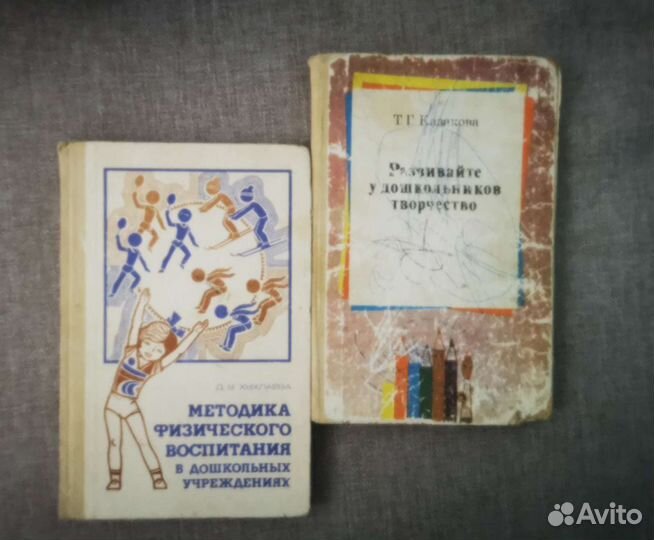 Д. В. ХУХЛАЕВА
МЕТОДИКА
ФИЗИЧЕСКОГО
ВОСПИТАНИЯ
В ДОШКОЛЬНЫХ
УЧРЕЖДЕНИЯХ
Т Г Казакова
Развивайте
у дошкольников
творчество
Avito